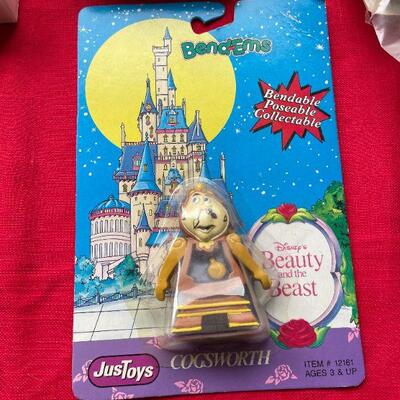 Bend-Ems
Bendable
Poseable
Collectable
Disney's
Beauty
and the
Beast
JusToys
COGSWORTH
ITEM # 12161
AGES 3 & UP